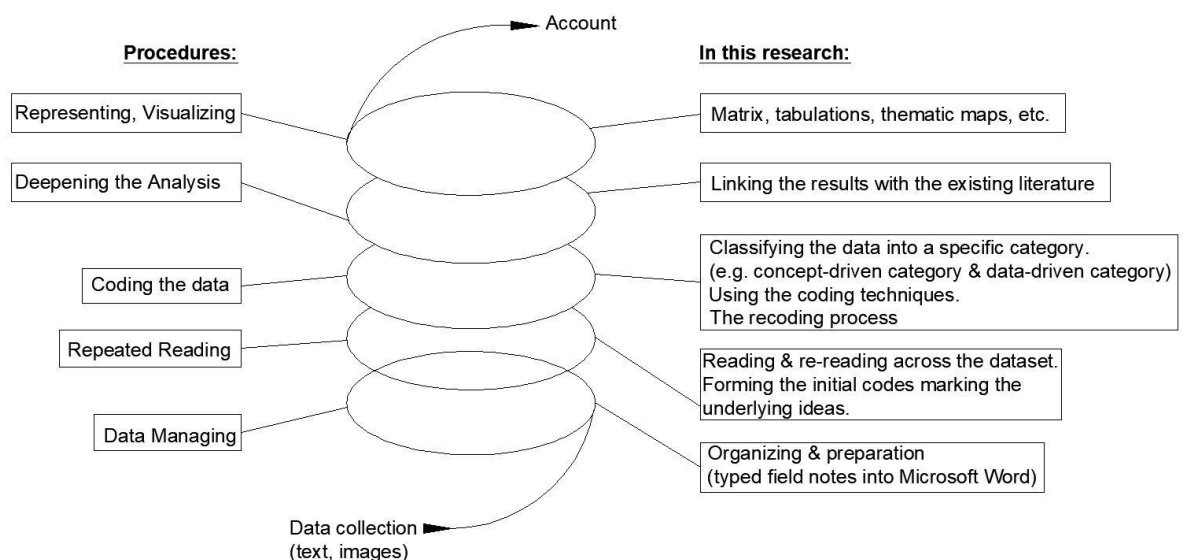 Account
Procedures:
In this research:
Representing, Visualizing
Matrix, tabulations, thematic maps, etc.
Deepening the Analysis
Linking the results with the existing literature
Coding the data
Classifying the data into a specific category.
(e.g. concept-driven category & data-driven category)
Using the coding techniques.
The recoding process
Repeated Reading
Reading & re-reading across the dataset.
Forming the initial codes marking the
underlying ideas.
Data Managing
Organizing & preparation
(typed field notes into Microsoft Word)
Data collection
(text, images)